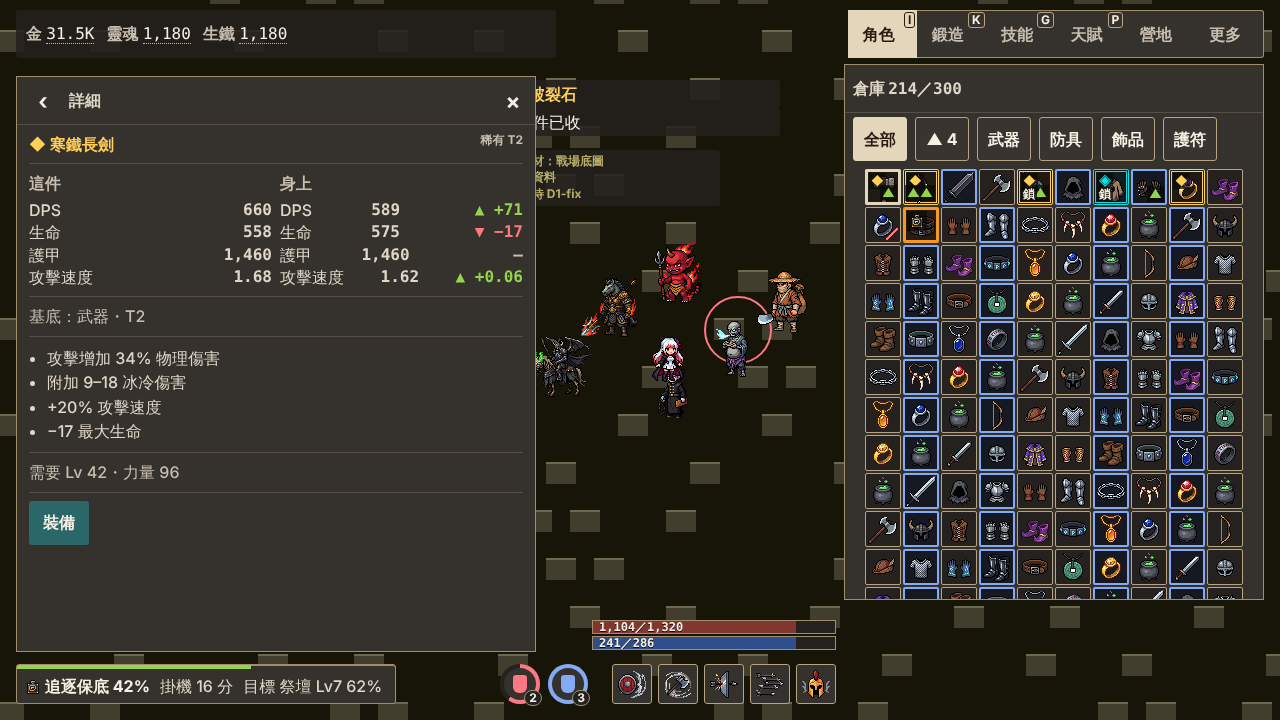 金 31.5K 靈魂 1,180 生鐵 1,180
角色 I 鍛造 K 技能 G 天賦 P 營地 更多
‹ 詳細 ×
破裂石
件已收
材：戰場底圖
資料
待 D1-fix
倉庫 214／300
全部 ▲ 4 武器 防具 飾品 護符
◆ 寒鐵長劍 稀有 T2
這件 身上
DPS 660 DPS 589 ▲ +71
生命 558 生命 575 ▼ −17
護甲 1,460 護甲 1,460 —
攻擊速度 1.68 攻擊速度 1.62 ▲ +0.06
基底：武器・T2
• 攻擊增加 34% 物理傷害
• 附加 9–18 冰冷傷害
• +20% 攻擊速度
• −17 最大生命
需要 Lv 42・力量 96
裝備
鎖 鎖
1,104／1,320
241／286
追逐保底 42% 掛機 16 分 目標 祭壇 Lv7 62%
2 3